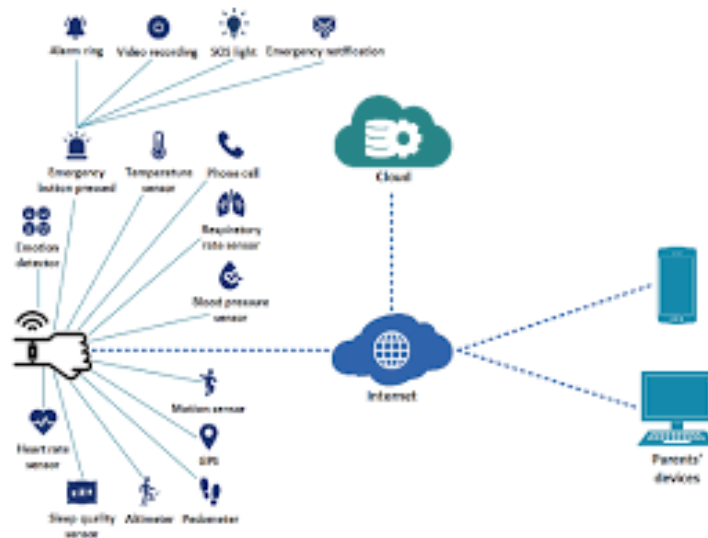 Alarm ring
Video recording
SOS light
Emergency notification
Emergency
button pressed
Temperature
sensor
Phone call
Cloud
Emotion
detector
Respiratory
rate sensor
Blood pressure
sensor
Internet
Motion sensor
Heart rate
sensor
GPS
Parents'
devices
Sleep quality
sensor
Altimeter
Pedometer